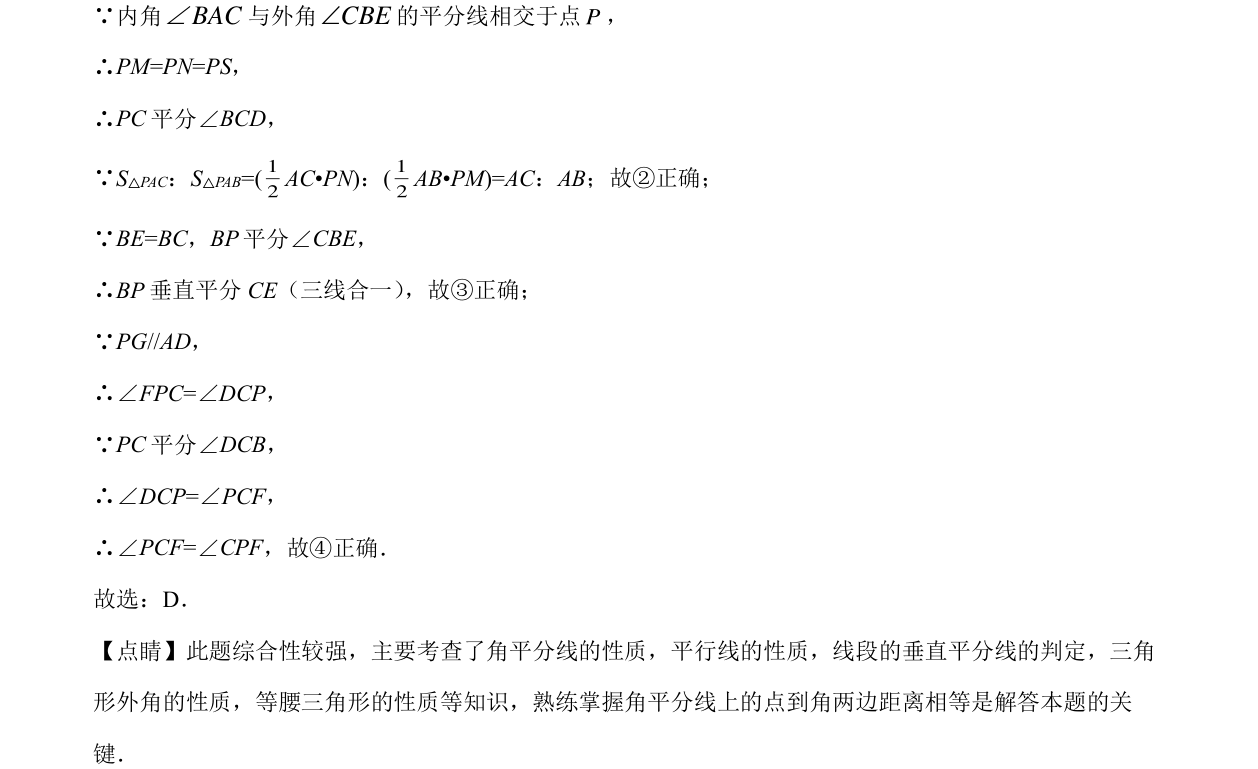 ∵内角∠BAC与外角∠CBE的平分线相交于点P，
∴PM=PN=PS，
∴PC平分∠BCD，
∵S△PAC：S△PAB=(1/2 AC•PN)：(1/2 AB•PM)=AC：AB；故②正确；
∵BE=BC，BP平分∠CBE，
∴BP垂直平分CE（三线合一），故③正确；
∵PG//AD，
∴∠FPC=∠DCP，
∵PC平分∠DCB，
∴∠DCP=∠PCF，
∴∠PCF=∠CPF，故④正确．
故选：D．
【点睛】此题综合性较强，主要考查了角平分线的性质，平行线的性质，线段的垂直平分线的判定，三角
形外角的性质，等腰三角形的性质等知识，熟练掌握角平分线上的点到角两边距离相等是解答本题的关
键．